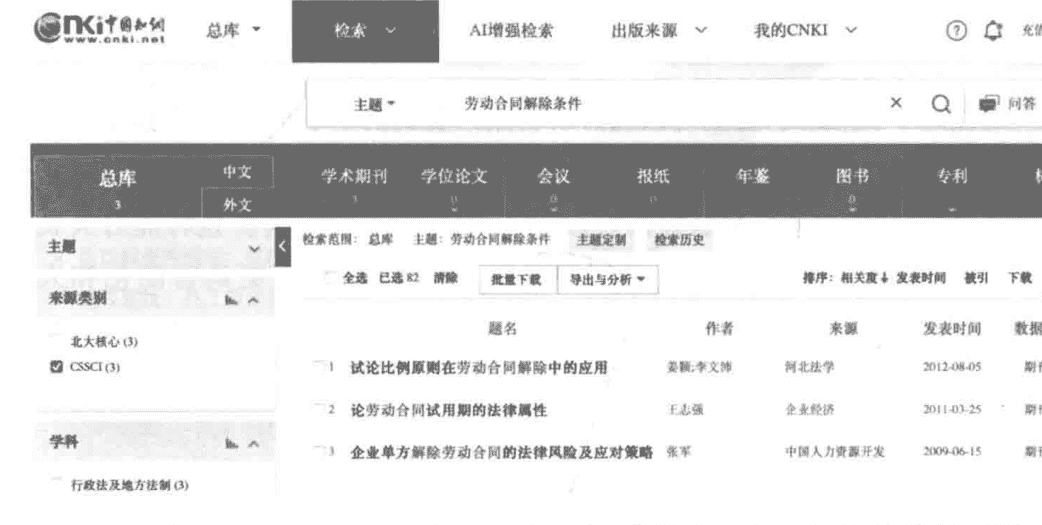 CNKI中国知网
www.cnki.net
总库 检索 AI增强检索 出版来源 我的CNKI ?
主题 劳动合同解除条件 × 问答
总库 中文 学术期刊 学位论文 会议 报纸 年鉴 图书 专利
3 外文 3 0 0 0 0
主题 检索范围: 总库 主题: 劳动合同解除条件 主题定制 检索历史
全选 已选 82 清除 批量下载 导出与分析 排序: 相关度↓ 发表时间 被引 下载
来源类别
题名 作者 来源 发表时间 数据
北大核心 (3)
CSSCI (3)
1 试论比例原则在劳动合同解除中的应用 姜颖;李文沛 河北法学 2012-08-05 期
2 论劳动合同试用期的法律属性 王志强 企业经济 2011-03-25 期
学科
3 企业单方解除劳动合同的法律风险及应对策略 张军 中国人力资源开发 2009-06-15 期
行政法及地方法制 (3)